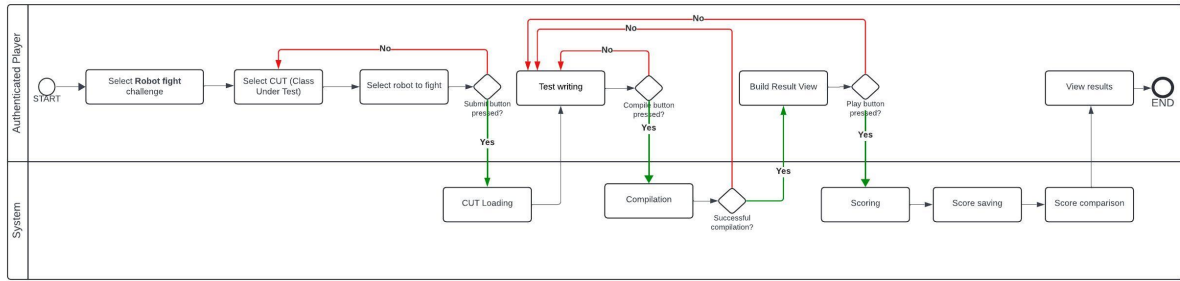 Authenticated Player
START
Select Robot fight
challenge
Select CUT (Class
Under Test)
Select robot to fight
No
Submit button
pressed?
Yes
Test writing
No
Compile button
pressed?
Yes
No
No
Build Result View
Play button
pressed?
Yes
View results
END
System
CUT Loading
Compilation
Successful
compilation?
Yes
Scoring
Score saving
Score comparison